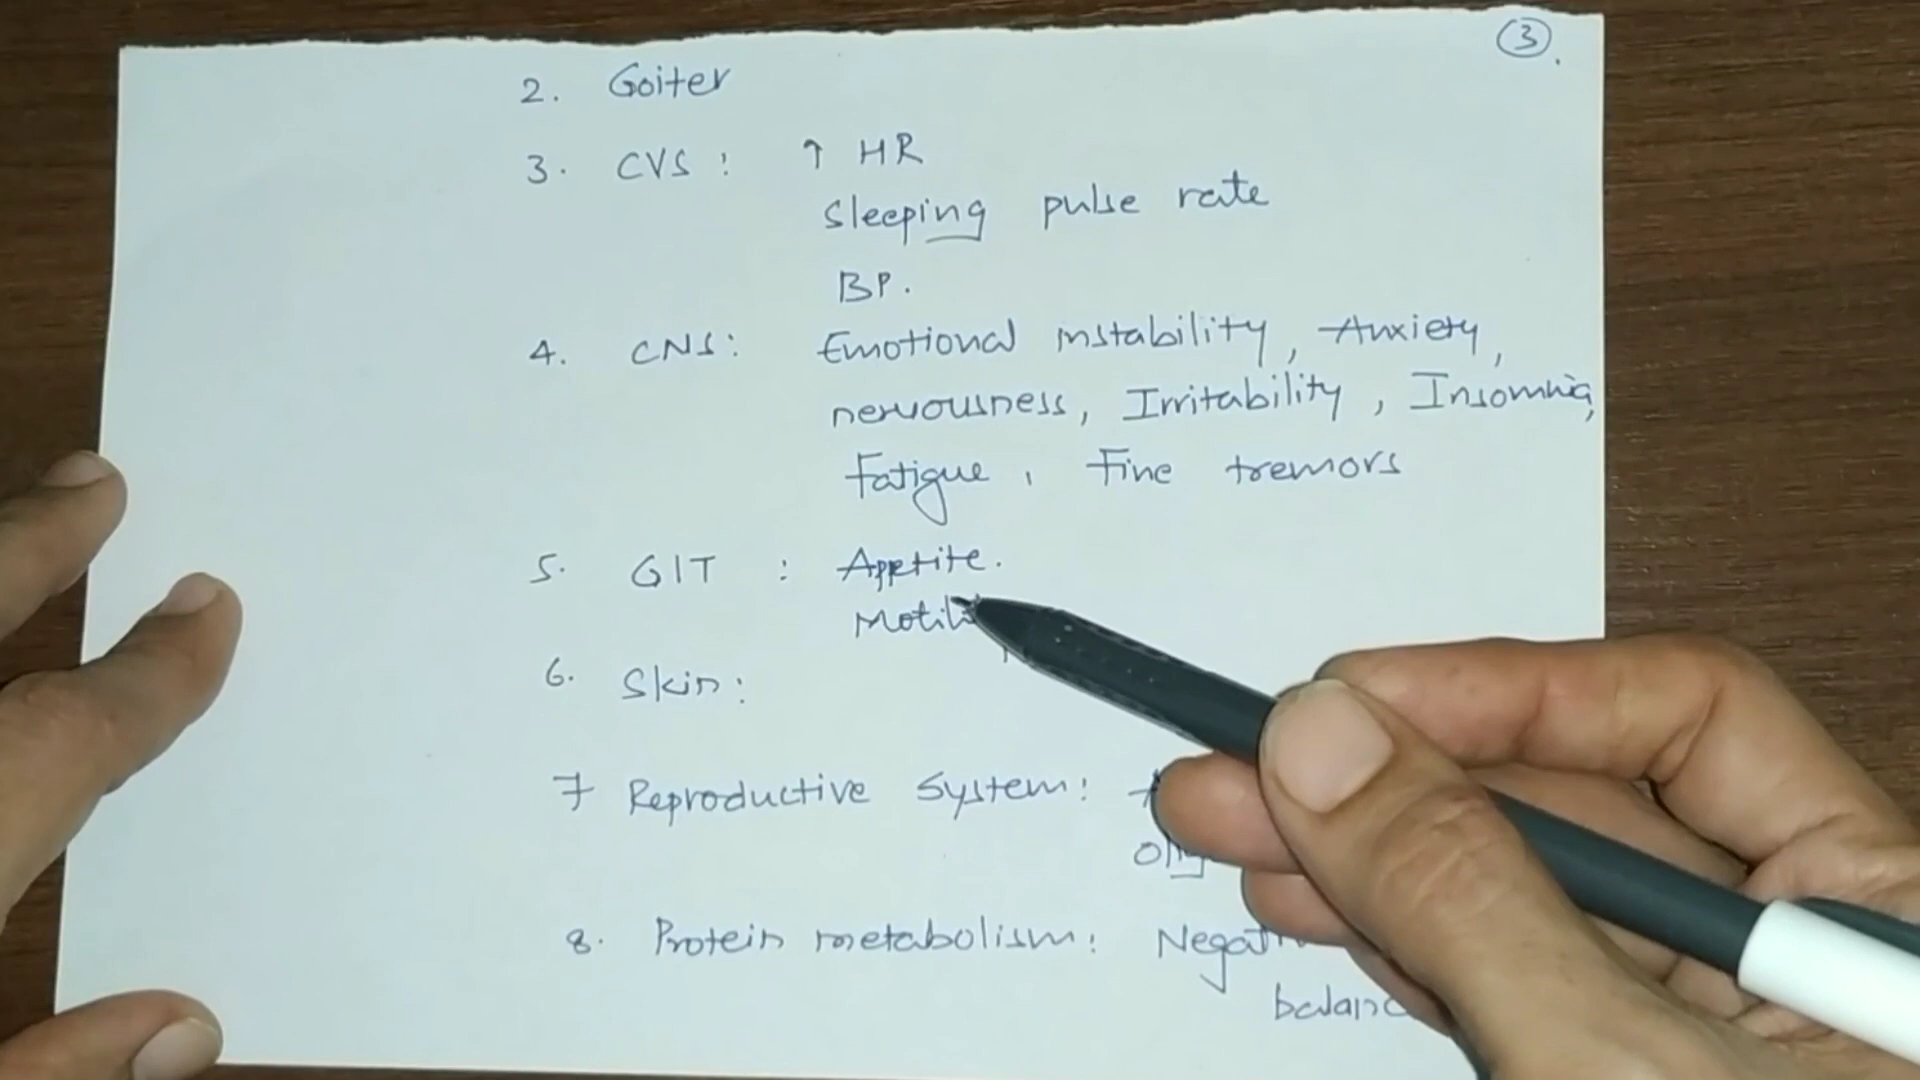 3.
2. Goiter
3. CVS: ↑ HR
Sleeping pulse rate
BP.
4. CNS: Emotional instability, Anxiety,
nervousness, Irritability, Insomnia,
Fatigue, Fine tremors
5. GIT : Appetite.
6. Skin:
7 Reproductive System:
8. Protein metabolism: